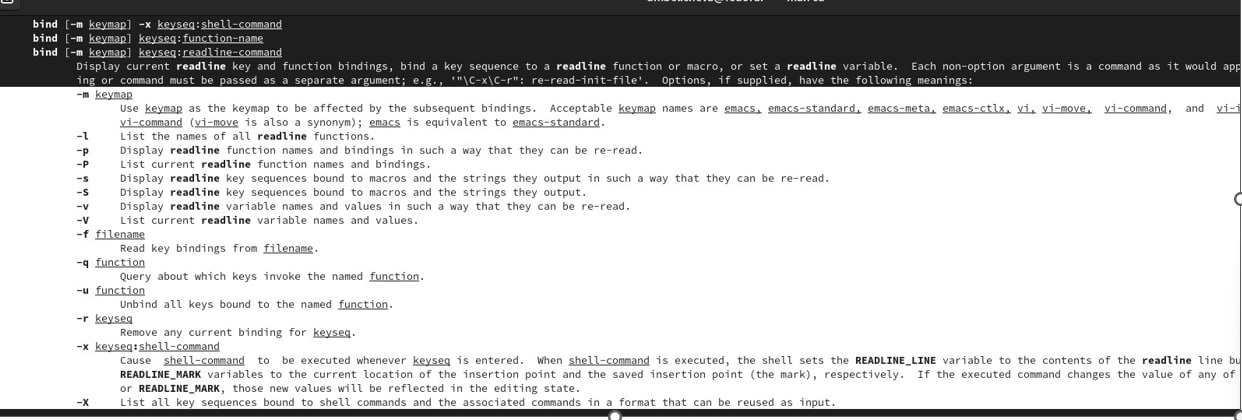 bind [-m keymap] -x keyseq:shell-command
bind [-m keymap] keyseq:function-name
bind [-m keymap] keyseq:readline-command
Display current readline key and function bindings, bind a key sequence to a readline function or macro, or set a readline variable. Each non-option argument is a command as it would
ing or command must be passed as a separate argument; e.g., '"\C-x\C-r": re-read-init-file'. Options, if supplied, have the following meanings:
-m keymap
Use keymap as the keymap to be affected by the subsequent bindings. Acceptable keymap names are emacs, emacs-standard, emacs-meta, emacs-ctlx, vi, vi-move, vi-command, and
vi-command (vi-move is also a synonym); emacs is equivalent to emacs-standard.
-l List the names of all readline functions.
-p Display readline function names and bindings in such a way that they can be re-read.
-P List current readline function names and bindings.
-s Display readline key sequences bound to macros and the strings they output in such a way that they can be re-read.
-S Display readline key sequences bound to macros and the strings they output.
-v Display readline variable names and values in such a way that they can be re-read.
-V List current readline variable names and values.
-f filename
Read key bindings from filename.
-q function
Query about which keys invoke the named function.
-u function
Unbind all keys bound to the named function.
-r keyseq
Remove any current binding for keyseq.
-x keyseq:shell-command
Cause shell-command to be executed whenever keyseq is entered. When shell-command is executed, the shell sets the READLINE_LINE variable to the contents of the readline line
READLINE_MARK variables to the current location of the insertion point and the saved insertion point (the mark), respectively. If the executed command changes the value of any of
or READLINE_MARK, those new values will be reflected in the editing state.
-X List all key sequences bound to shell commands and the associated commands in a format that can be reused as input.